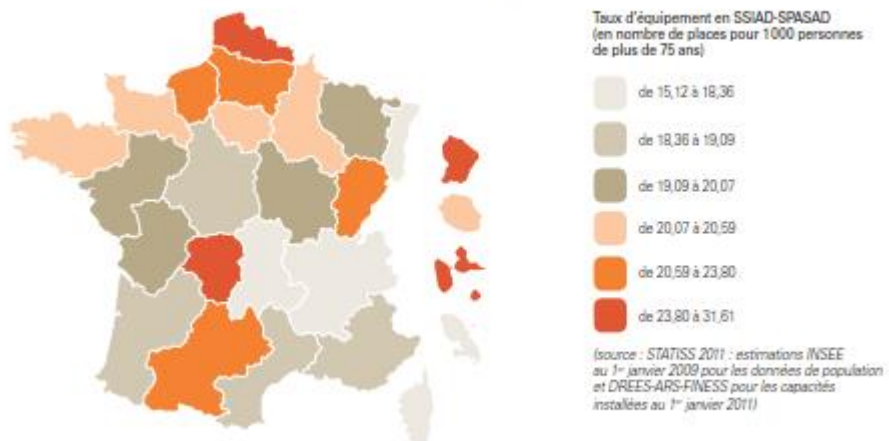 Taux d'équipement en SSIAD-SPASAD
(en nombre de places pour 1000 personnes
de plus de 75 ans)
de 15,12 à 18,36
de 18,36 à 19,09
de 19,09 à 20,07
de 20,07 à 20,59
de 20,59 à 23,80
de 23,80 à 31,61
(source : STATISS 2011 : estimations INSEE
au 1er janvier 2009 pour les données de population
et DREES-ARS-FINESS pour les capacités
installées au 1er janvier 2011)